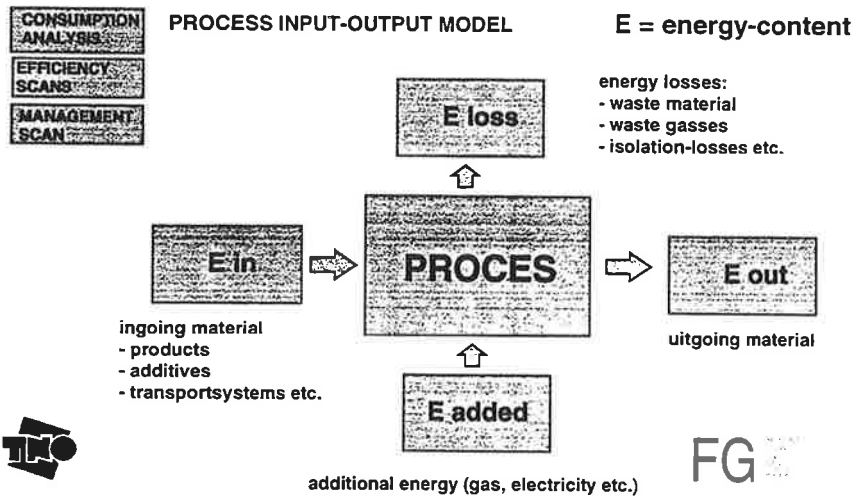 CONSUMPTION
ANALYSIS
EFFICIENCY
SCANS
MANAGEMENT
SCAN
PROCESS INPUT-OUTPUT MODEL
E = energy-content
E loss
energy losses:
- waste material
- waste gasses
- isolation-losses etc.
E in
PROCES
E out
ingoing material
- products
- additives
- transportsystems etc.
uitgoing material
E added
additional energy (gas, electricity etc.)
TNO
FG